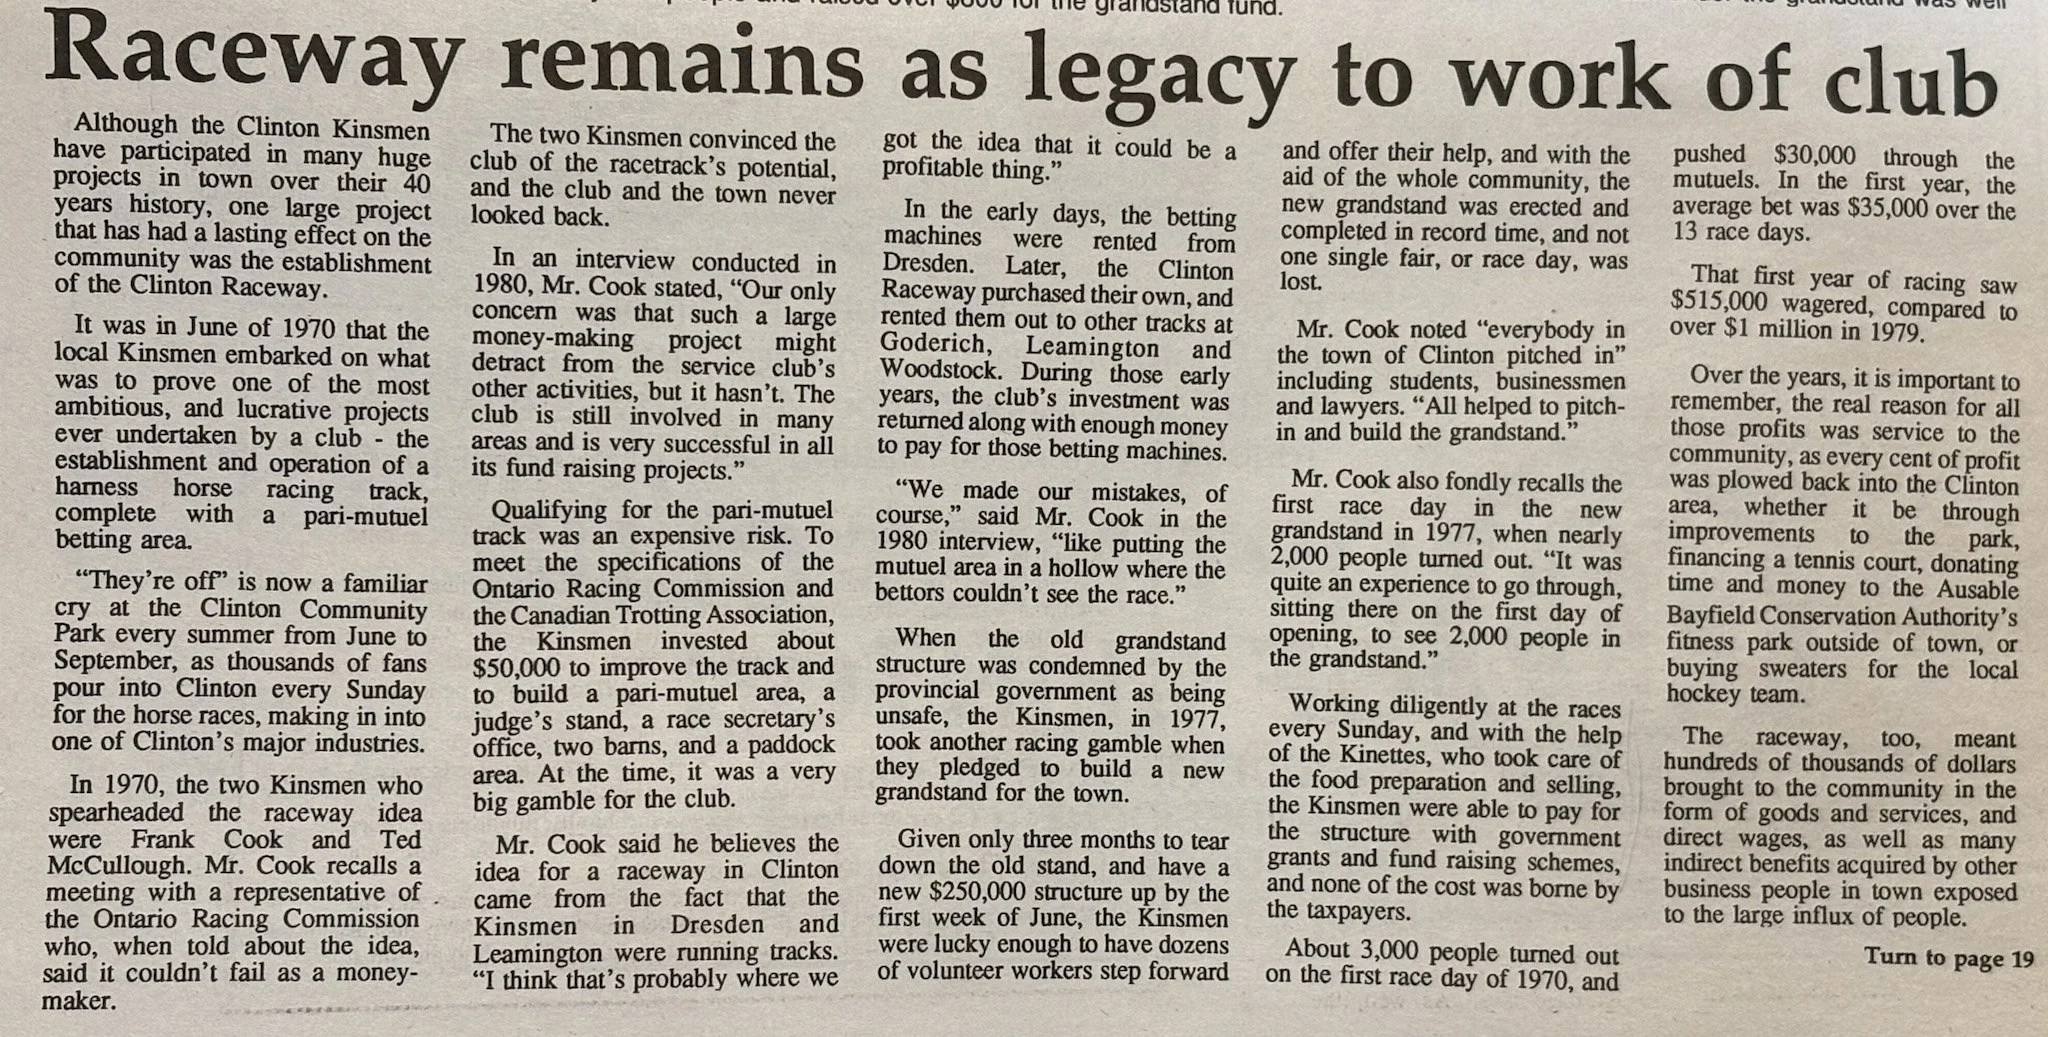 the grandstand fund.
Raceway remains as legacy to work of club
Although the Clinton Kinsmen
have participated in many huge
projects in town over their 40
years history, one large project
that has had a lasting effect on the
community was the establishment
of the Clinton Raceway.
It was in June of 1970 that the
local Kinsmen embarked on what
was to prove one of the most
ambitious, and lucrative projects
ever undertaken by a club - the
establishment and operation of a
harness horse racing track,
complete with a pari-mutuel
betting area.
“They’re off” is now a familiar
cry at the Clinton Community
Park every summer from June to
September, as thousands of fans
pour into Clinton every Sunday
for the horse races, making in into
one of Clinton’s major industries.
In 1970, the two Kinsmen who
spearheaded the raceway idea
were Frank Cook and Ted
McCullough. Mr. Cook recalls a
meeting with a representative of
the Ontario Racing Commission
who, when told about the idea,
said it couldn’t fail as a money-
maker.
The two Kinsmen convinced the
club of the racetrack’s potential,
and the club and the town never
looked back.
In an interview conducted in
1980, Mr. Cook stated, “Our only
concern was that such a large
money-making project might
detract from the service club’s
other activities, but it hasn’t. The
club is still involved in many
areas and is very successful in all
its fund raising projects.”
Qualifying for the pari-mutuel
track was an expensive risk. To
meet the specifications of the
Ontario Racing Commission and
the Canadian Trotting Association,
the Kinsmen invested about
$50,000 to improve the track and
to build a pari-mutuel area, a
judge’s stand, a race secretary’s
office, two barns, and a paddock
area. At the time, it was a very
big gamble for the club.
Mr. Cook said he believes the
idea for a raceway in Clinton
came from the fact that the
Kinsmen in Dresden and
Leamington were running tracks.
“I think that’s probably where we
got the idea that it could be a
profitable thing.”
In the early days, the betting
machines were rented from
Dresden. Later, the Clinton
Raceway purchased their own, and
rented them out to other tracks at
Goderich, Leamington and
Woodstock. During those early
years, the club’s investment was
returned along with enough money
to pay for those betting machines.
“We made our mistakes, of
course,” said Mr. Cook in the
1980 interview, “like putting the
mutuel area in a hollow where the
bettors couldn’t see the race.”
When the old grandstand
structure was condemned by the
provincial government as being
unsafe, the Kinsmen, in 1977,
took another racing gamble when
they pledged to build a new
grandstand for the town.
Given only three months to tear
down the old stand, and have a
new $250,000 structure up by the
first week of June, the Kinsmen
were lucky enough to have dozens
of volunteer workers step forward
and offer their help, and with the
aid of the whole community, the
new grandstand was erected and
completed in record time, and not
one single fair, or race day, was
lost.
Mr. Cook noted “everybody in
the town of Clinton pitched in”
including students, businessmen
and lawyers. “All helped to pitch-
in and build the grandstand.”
Mr. Cook also fondly recalls the
first race day in the new
grandstand in 1977, when nearly
2,000 people turned out. “It was
quite an experience to go through,
sitting there on the first day of
opening, to see 2,000 people in
the grandstand.”
Working diligently at the races
every Sunday, and with the help
of the Kinettes, who took care of
the food preparation and selling,
the Kinsmen were able to pay for
the structure with government
grants and fund raising schemes,
and none of the cost was borne by
the taxpayers.
About 3,000 people turned out
on the first race day of 1970, and
pushed $30,000 through the
mutuels. In the first year, the
average bet was $35,000 over the
13 race days.
That first year of racing saw
$515,000 wagered, compared to
over $1 million in 1979.
Over the years, it is important to
remember, the real reason for all
those profits was service to the
community, as every cent of profit
was plowed back into the Clinton
area, whether it be through
improvements to the park,
financing a tennis court, donating
time and money to the Ausable
Bayfield Conservation Authority’s
fitness park outside of town, or
buying sweaters for the local
hockey team.
The raceway, too, meant
hundreds of thousands of dollars
brought to the community in the
form of goods and services, and
direct wages, as well as many
indirect benefits acquired by other
business people in town exposed
to the large influx of people.
Turn to page 19